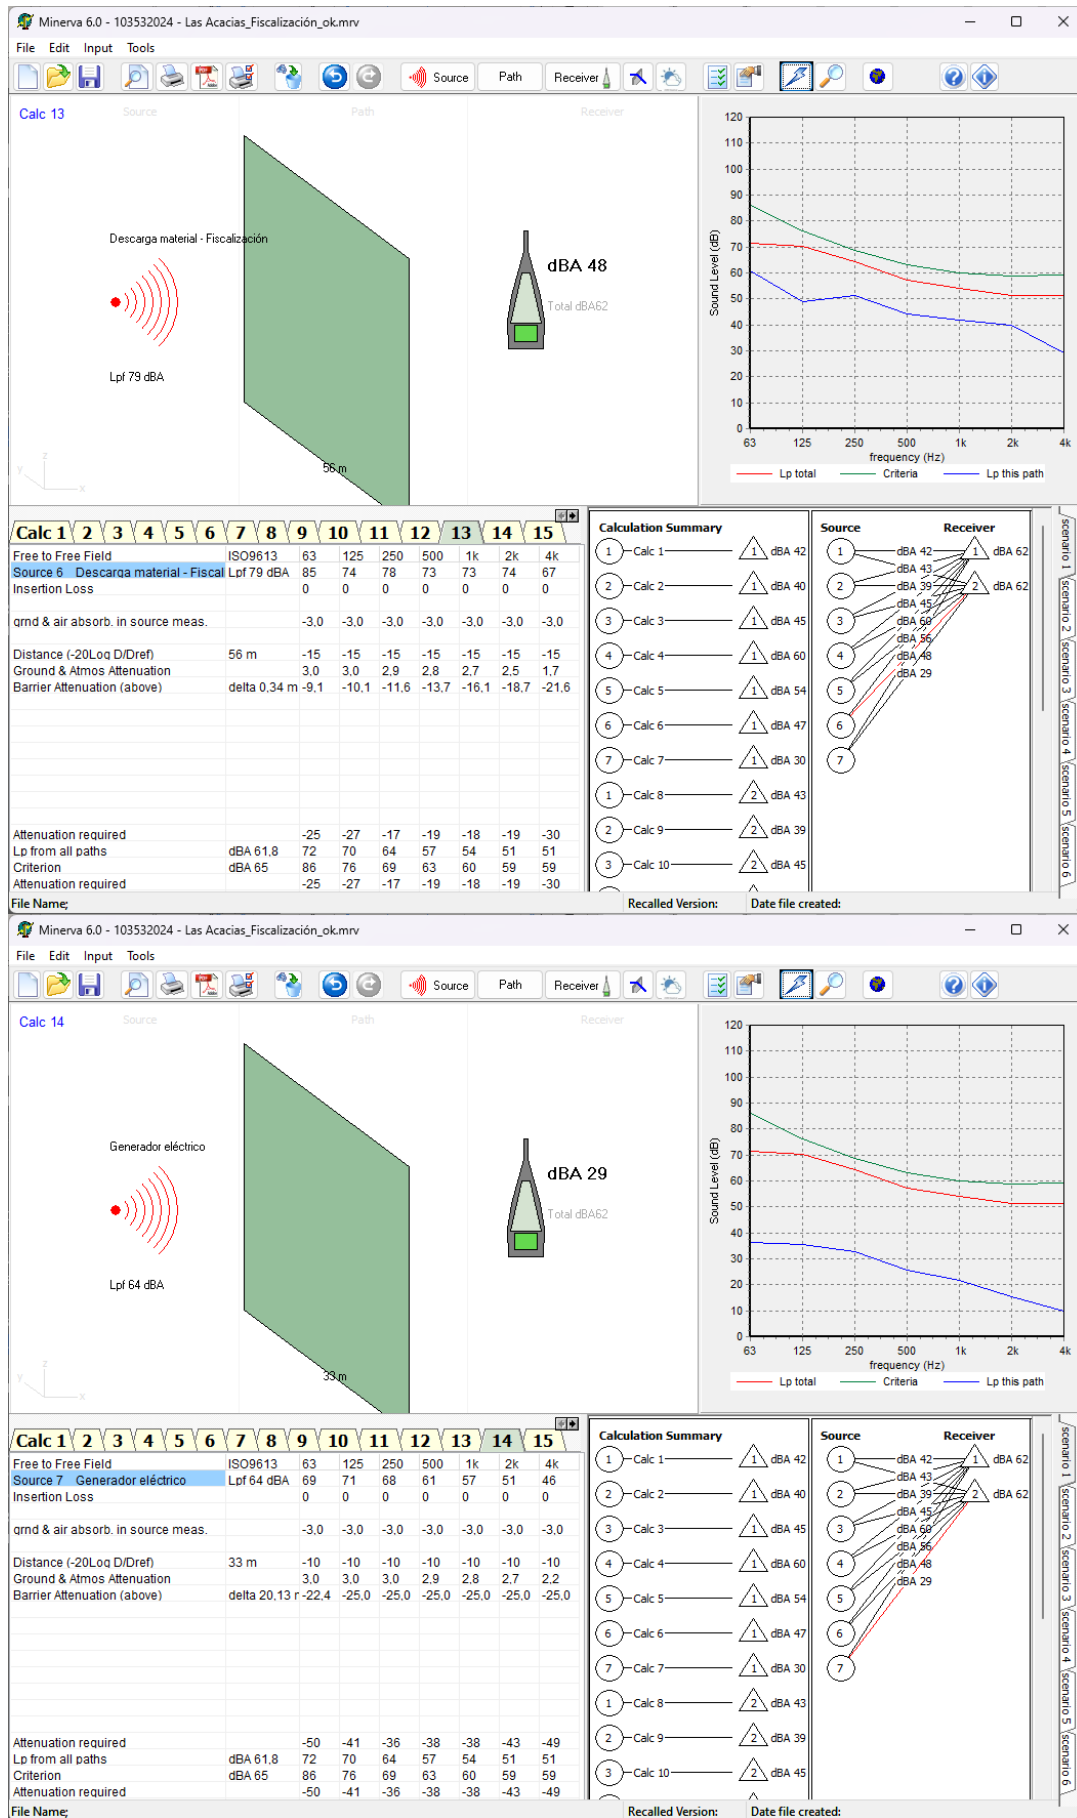 Minerva 6.0 - 103532024 - Las Acacias_Fiscalización_ok.mrv
File Edit Input Tools
Source Path Receiver
Calc 13 Source Path Receiver
Descarga material - Fiscalización
dBA 48
Total dBA62
Lpf 79 dBA
56 m
y z x
Sound Level (dB)
120
110
100
90
80
70
60
50
40
30
20
10
0
63 125 250 500 1k 2k 4k
frequency (Hz)
Lp total Criteria Lp this path
Calc 1 2 3 4 5 6 7 8 9 10 11 12 13 14 15
Free to Free Field ISO9613 63 125 250 500 1k 2k 4k
Source 6 Descarga material - Fiscal Lpf 79 dBA 85 74 78 73 73 74 67
Insertion Loss 0 0 0 0 0 0 0
grnd & air absorb. in source meas. -3,0 -3,0 -3,0 -3,0 -3,0 -3,0 -3,0
Distance (-20Log D/Dref) 56 m -15 -15 -15 -15 -15 -15 -15
Ground & Atmos Attenuation 3,0 3,0 2,9 2,8 2,7 2,5 1,7
Barrier Attenuation (above) delta 0,34 m -9,1 -10,1 -11,6 -13,7 -16,1 -18,7 -21,6
Attenuation required -25 -27 -17 -19 -18 -19 -30
Lp from all paths dBA 61,8 72 70 64 57 54 51 51
Criterion dBA 65 86 76 69 63 60 59 59
Attenuation required -25 -27 -17 -19 -18 -19 -30
Calculation Summary
1 Calc 1 1 dBA 42
2 Calc 2 1 dBA 40
3 Calc 3 1 dBA 45
4 Calc 4 1 dBA 60
5 Calc 5 1 dBA 54
6 Calc 6 1 dBA 47
7 Calc 7 1 dBA 30
1 Calc 8 2 dBA 43
2 Calc 9 2 dBA 39
3 Calc 10 2 dBA 45
Source Receiver
1 dBA 42 1 dBA 62
dBA 43
2 dBA 39 2 dBA 62
dBA 45
3 dBA 60
dBA 56
4 dBA 48
dBA 29
5
6
7
scenario 1
scenario 2
scenario 3
scenario 4
scenario 5
scenario 6
File Name; Recalled Version: Date file created:
Minerva 6.0 - 103532024 - Las Acacias_Fiscalización_ok.mrv
File Edit Input Tools
Source Path Receiver
Calc 14 Source Path Receiver
Generador eléctrico
dBA 29
Total dBA62
Lpf 64 dBA
33 m
y z x
Sound Level (dB)
120
110
100
90
80
70
60
50
40
30
20
10
0
63 125 250 500 1k 2k 4k
frequency (Hz)
Lp total Criteria Lp this path
Calc 1 2 3 4 5 6 7 8 9 10 11 12 13 14 15
Free to Free Field ISO9613 63 125 250 500 1k 2k 4k
Source 7 Generador eléctrico Lpf 64 dBA 69 71 68 61 57 51 46
Insertion Loss 0 0 0 0 0 0 0
grnd & air absorb. in source meas. -3,0 -3,0 -3,0 -3,0 -3,0 -3,0 -3,0
Distance (-20Log D/Dref) 33 m -10 -10 -10 -10 -10 -10 -10
Ground & Atmos Attenuation 3,0 3,0 3,0 2,9 2,8 2,7 2,2
Barrier Attenuation (above) delta 20,13 r -22,4 -25,0 -25,0 -25,0 -25,0 -25,0 -25,0
Attenuation required -50 -41 -36 -38 -38 -43 -49
Lp from all paths dBA 61,8 72 70 64 57 54 51 51
Criterion dBA 65 86 76 69 63 60 59 59
Attenuation required -50 -41 -36 -38 -38 -43 -49
Calculation Summary
1 Calc 1 1 dBA 42
2 Calc 2 1 dBA 40
3 Calc 3 1 dBA 45
4 Calc 4 1 dBA 60
5 Calc 5 1 dBA 54
6 Calc 6 1 dBA 47
7 Calc 7 1 dBA 30
1 Calc 8 2 dBA 43
2 Calc 9 2 dBA 39
3 Calc 10 2 dBA 45
Source Receiver
1 dBA 42 1 dBA 62
dBA 43
2 dBA 39 2 dBA 62
dBA 45
3 dBA 60
dBA 56
4 dBA 48
dBA 29
5
6
7
scenario 1
scenario 2
scenario 3
scenario 4
scenario 5
scenario 6
File Name; Recalled Version: Date file created: